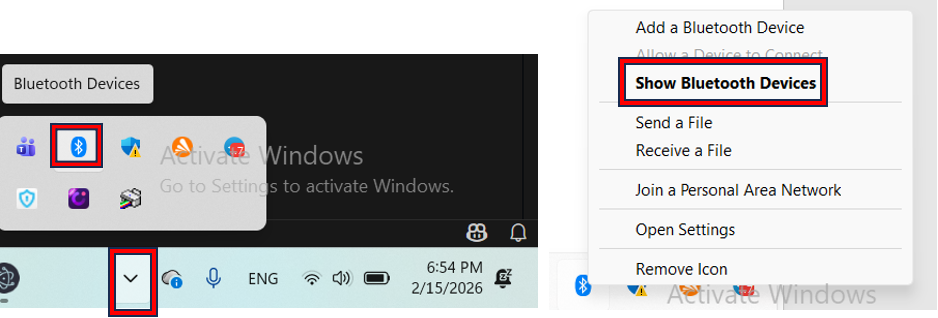 Bluetooth Devices
Activate Windows
Go to Settings to activate Windows.
ENG
6:54 PM
2/15/2026
Add a Bluetooth Device
Allow a Device to Connect
Show Bluetooth Devices
Send a File
Receive a File
Join a Personal Area Network
Open Settings
Remove Icon
Activate Windows